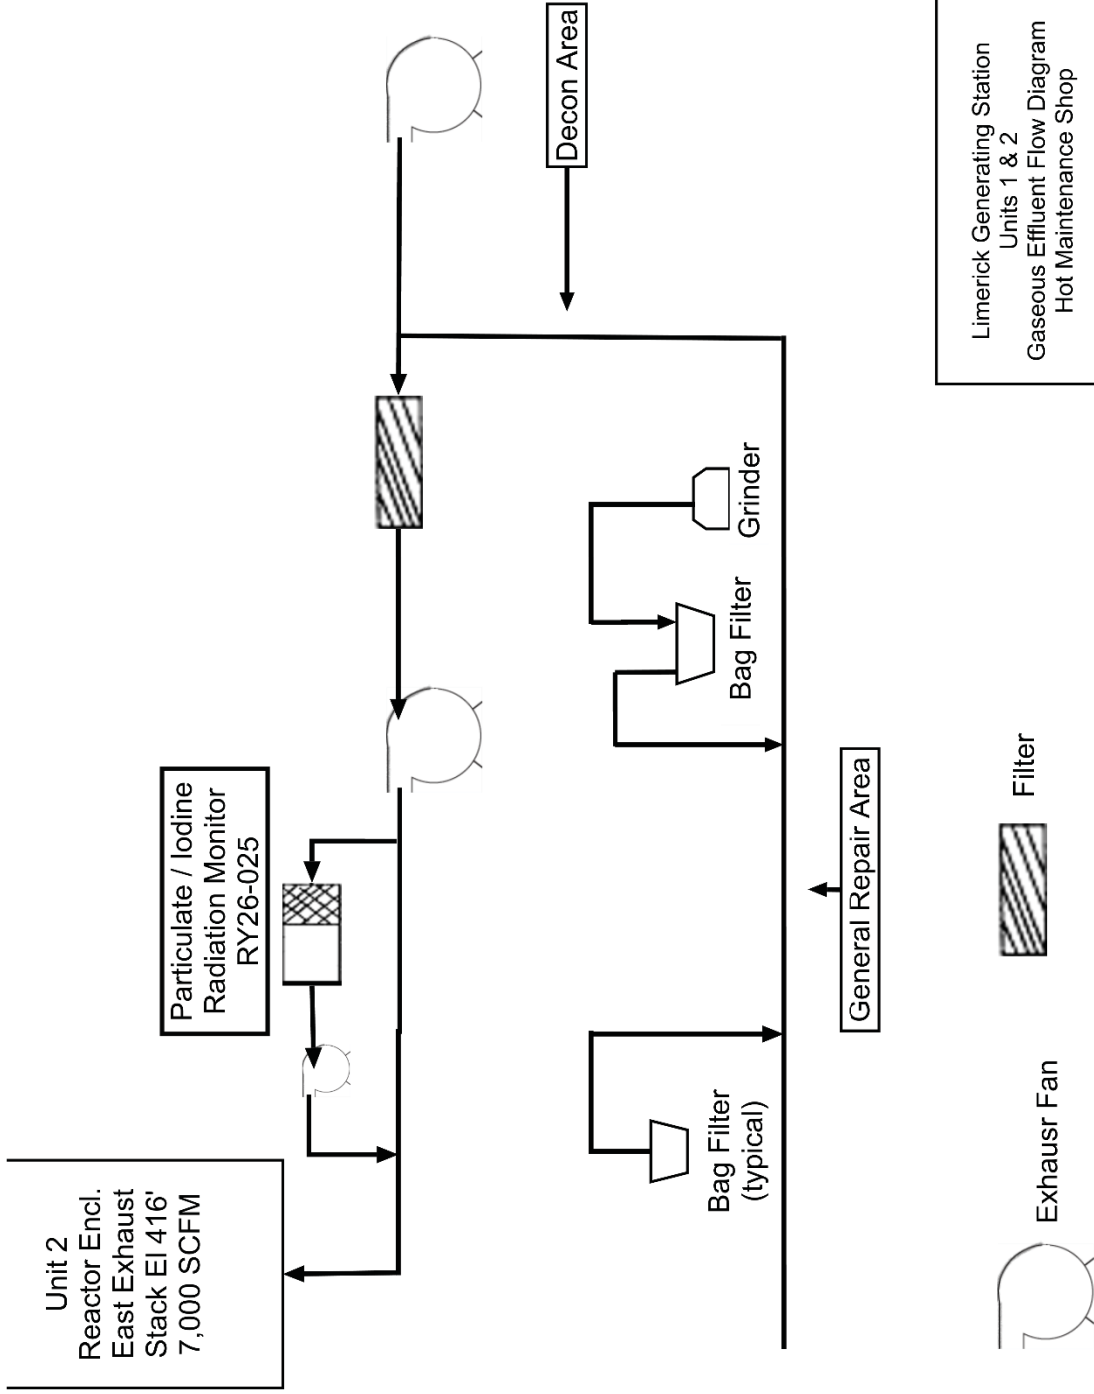 Unit 2
Reactor Encl.
East Exhaust
Stack El 416'
7,000 SCFM
Particulate / Iodine
Radiation Monitor
RY26-025
Bag Filter
(typical)
Bag Filter
Grinder
Decon Area
General Repair Area
Exhausr Fan
Filter
Limerick Generating Station
Units 1 & 2
Gaseous Effluent Flow Diagram
Hot Maintenance Shop